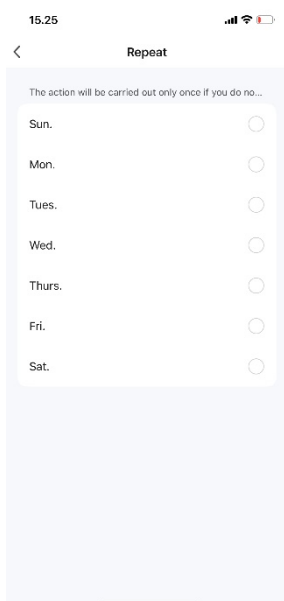 15.25
Repeat
The action will be carried out only once if you do no...
Sun.
Mon.
Tues.
Wed.
Thurs.
Fri.
Sat.